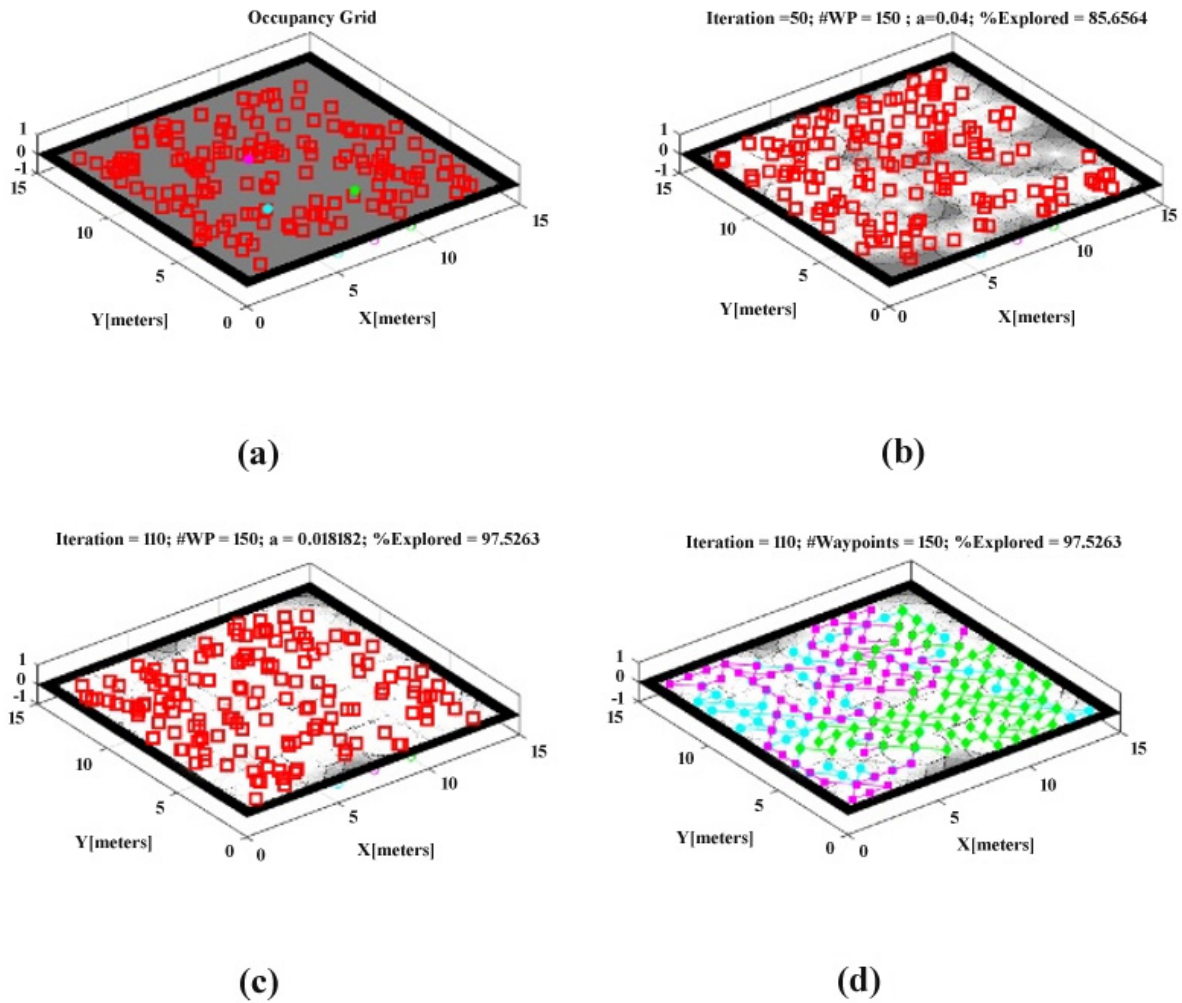 Occupancy Grid
1
0
-1
15
10
5
0
Y[meters]
0
5
10
15
X[meters]
(a)
Iteration =50; #WP = 150 ; a=0.04; %Explored = 85.6564
1
0
-1
15
10
5
0
Y[meters]
0
5
10
15
X[meters]
(b)
Iteration = 110; #WP = 150; a = 0.018182; %Explored = 97.5263
1
0
-1
15
10
5
0
Y[meters]
0
5
10
15
X[meters]
(c)
Iteration = 110; #Waypoints = 150; %Explored = 97.5263
1
0
-1
15
10
5
0
Y[meters]
0
5
10
15
X[meters]
(d)